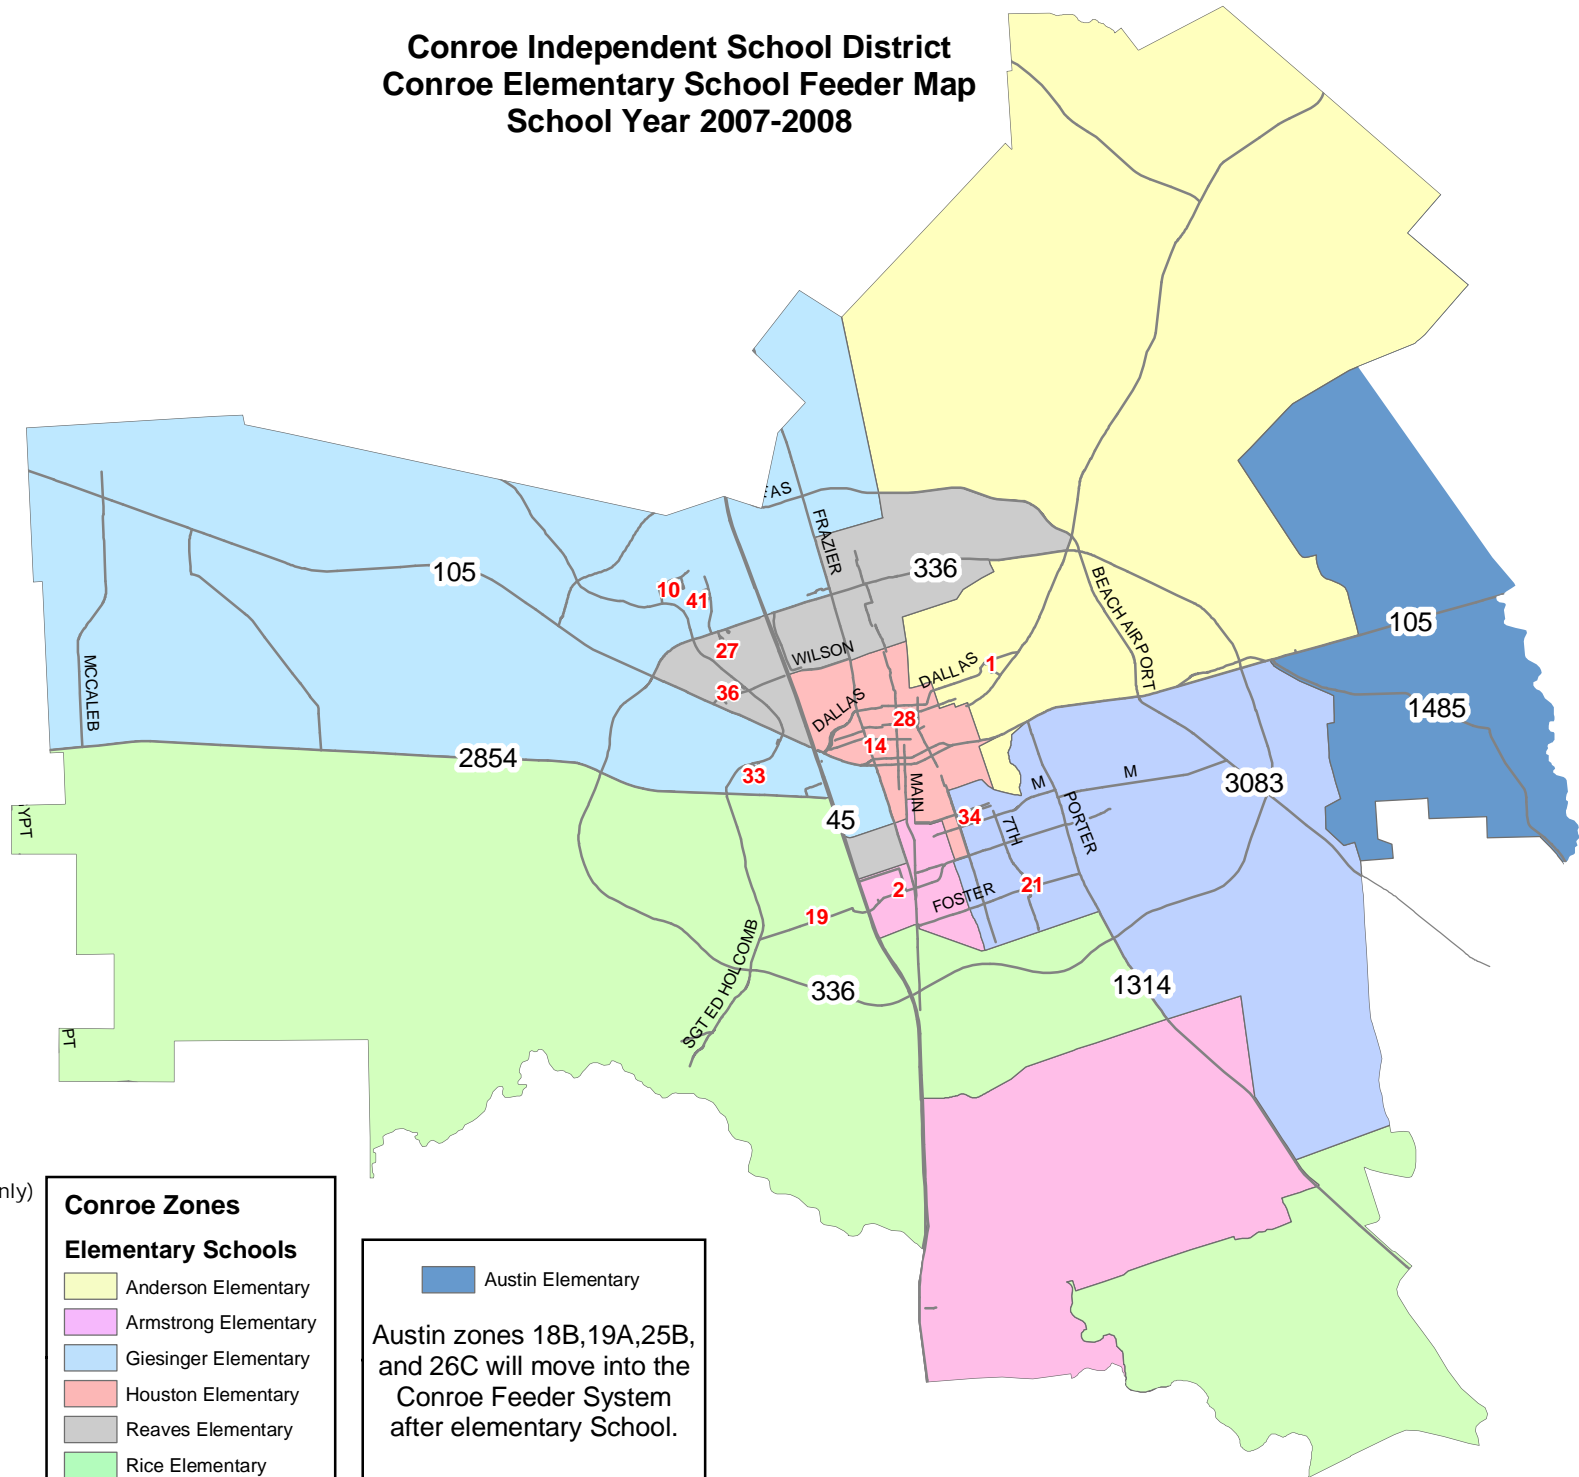 Conroe Independent School District
Conroe Elementary School Feeder Map
School Year 2007-2008
FRAZIER
105
10
41
336
BEACH AIRPORT
105
27
WILSON
DALLAS
1
MCCALEB
36
DALLAS
28
1485
14
2854
33
MAIN
M
M
3083
45
34
7TH
PORTER
YPT
2
21
FOSTER
19
SGT ED HOLCOMB
336
1314
PT
nly)
Conroe Zones
Elementary Schools
Anderson Elementary
Armstrong Elementary
Giesinger Elementary
Houston Elementary
Reaves Elementary
Rice Elementary
Austin Elementary
Austin zones 18B,19A,25B,
and 26C will move into the
Conroe Feeder System
after elementary School.